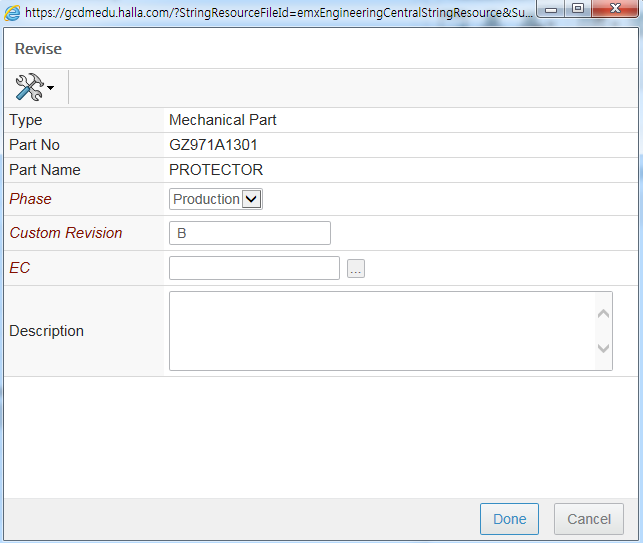 https://gcdmedu.halla.com/?StringResourceFileId=emxEngineeringCentralStringResource&Su...
Revise
Type Mechanical Part
Part No GZ971A1301
Part Name PROTECTOR
Phase Production
Custom Revision B
EC ...
Description
Done Cancel